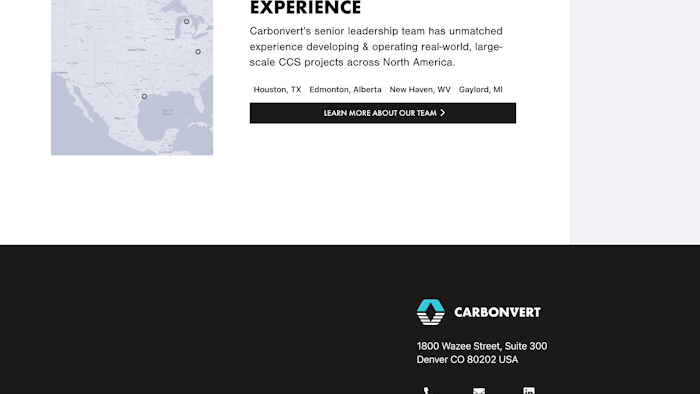 EXPERIENCE
Carbonvert's senior leadership team has unmatched
experience developing & operating real-world, large-
scale CCS projects across North America.
Houston, TX Edmonton, Alberta New Haven, WV Gaylord, MI
LEARN MORE ABOUT OUR TEAM
CARBONVERT
1800 Wazee Street, Suite 300
Denver CO 80202 USA